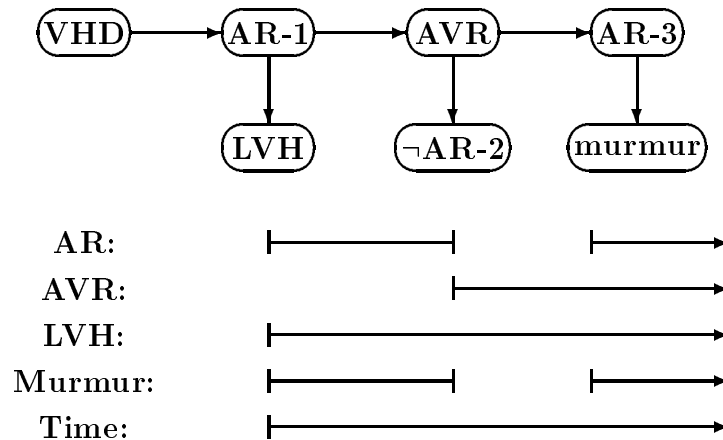 VHD AR-1 AVR AR-3
LVH ¬AR-2 murmur
AR:
AVR:
LVH:
Murmur:
Time: